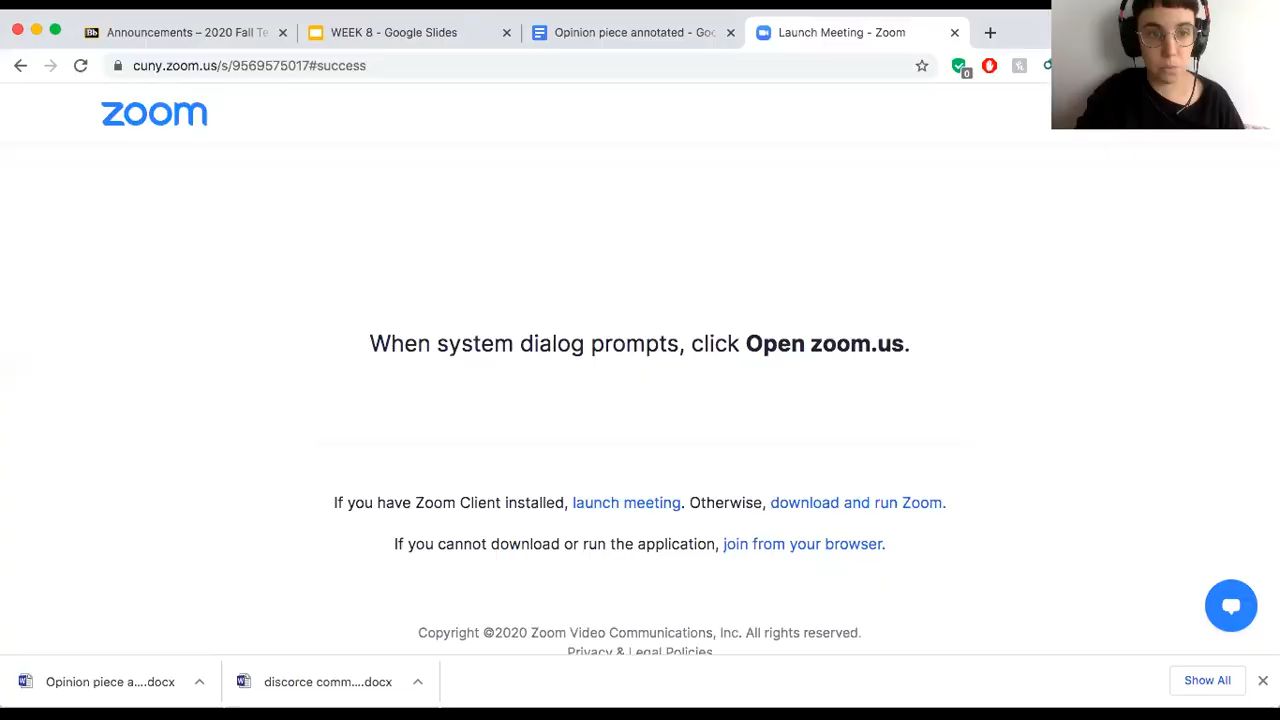 Announcements – 2020 Fall Te
WEEK 8 - Google Slides
Opinion piece annotated - Goo
Launch Meeting - Zoom
cuny.zoom.us/s/9569575017#success
0
zoom
When system dialog prompts, click Open zoom.us.
If you have Zoom Client installed, launch meeting. Otherwise, download and run Zoom.
If you cannot download or run the application, join from your browser.
Copyright ©2020 Zoom Video Communications, Inc. All rights reserved.
Privacy & Legal Policies
Opinion piece a....docx
discorce comm....docx
Show All